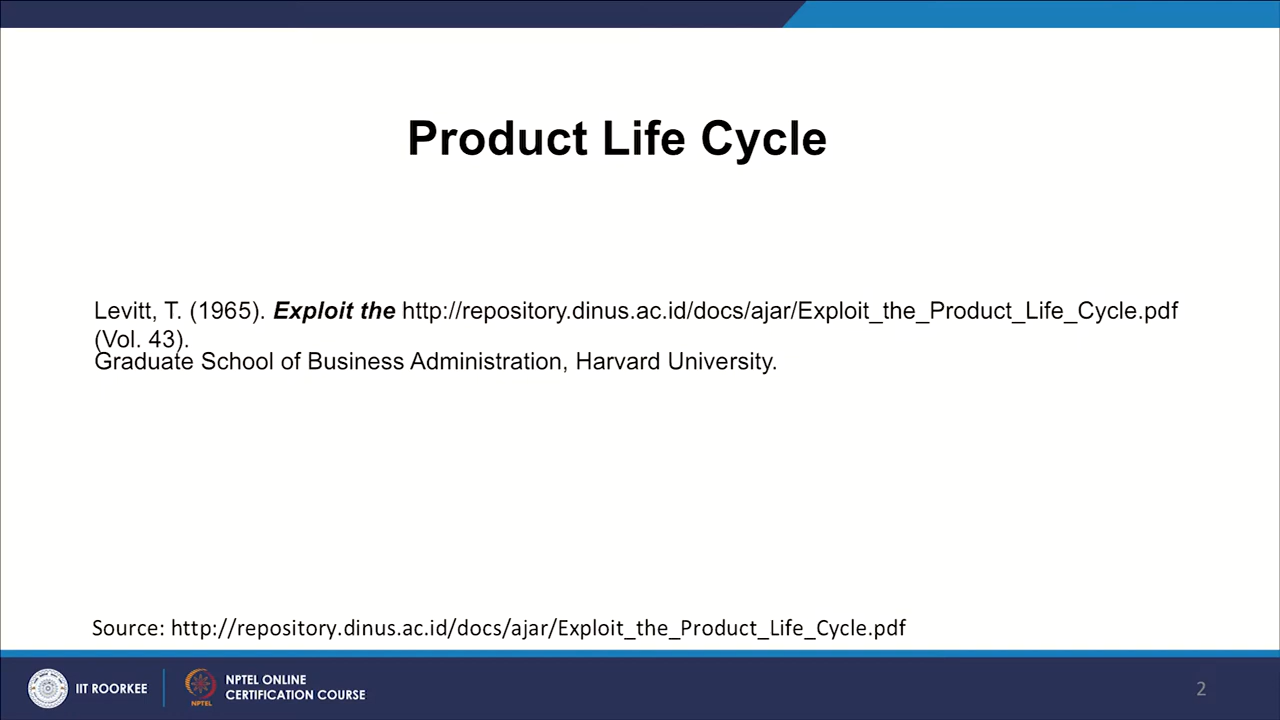 Product Life Cycle
Levitt, T. (1965). Exploit the http://repository.dinus.ac.id/docs/ajar/Exploit_the_Product_Life_Cycle.pdf
(Vol. 43).
Graduate School of Business Administration, Harvard University.
Source: http://repository.dinus.ac.id/docs/ajar/Exploit_the_Product_Life_Cycle.pdf
IIT ROORKEE
NPTEL
NPTEL ONLINE
CERTIFICATION COURSE
2